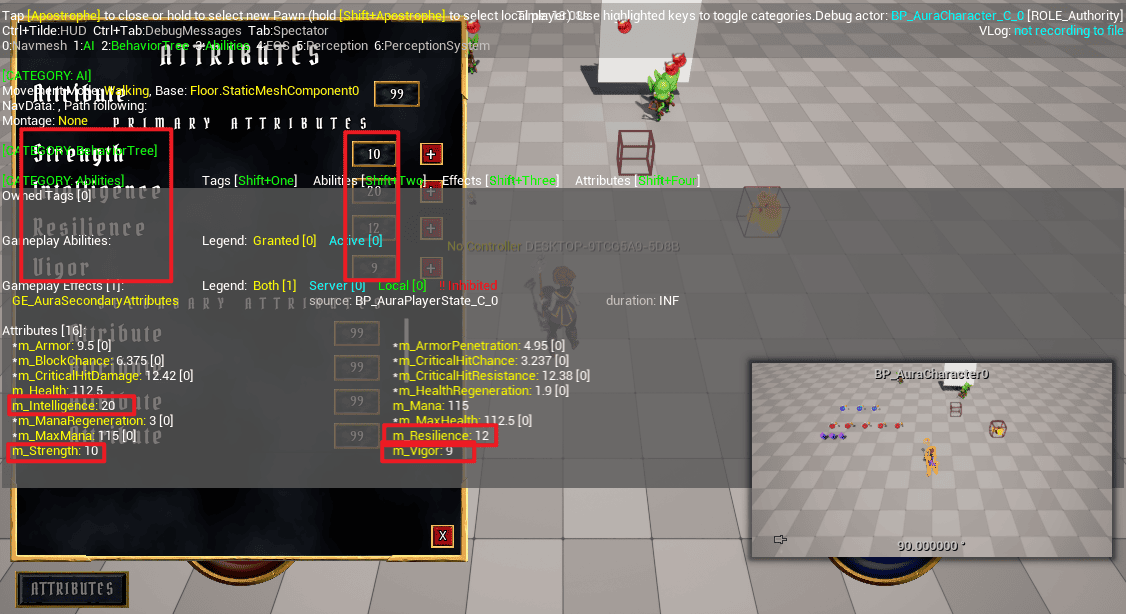 Tap [Apostrophe] to close or hold to select new Pawn (hold [Shift+Apostrophe] to select local player) Use highlighted keys to toggle categories. Debug actor: BP_AuraCharacter_C_0 [ROLE_Authority]
Ctrl+Tilde:HUD Ctrl+Tab:DebugMessages Tab:Spectator
VLog: not recording to file
0:Navmesh 1:AI 2:BehaviorTree 3:Abilities 4:EQS 5:Perception 6:PerceptionSystem
ATTRIBUTES
[CATEGORY: AI]
Movement Mode: Walking, Base: Floor.StaticMeshComponent0
Attribute 99
NavData: , Path following:
Montage: None
PRIMARY ATTRIBUTES
[CATEGORY: BehaviorTree]
Strength 10 +
[CATEGORY: Abilities] Tags [Shift+One] Abilities [Shift+Two] Effects [Shift+Three] Attributes [Shift+Four]
Intelligence 20 +
Owned Tags [0]
Resilience 12 +
Gameplay Abilities: Legend: Granted [0] Active [0]
No Controller
Vigor 9 +
Gameplay Effects [1]: Legend: Both [1] Server [0] Local [0] ! Inhibited
GE_AuraSecondaryAttributes source: BP_AuraPlayerState_C_0 duration: INF
SECONDARY ATTRIBUTES
Attributes [16]:
Attribute 99
*m_Armor: 9.5 [0] *m_ArmorPenetration: 4.95 [0]
*m_BlockChance: 6.375 [0] *m_CriticalHitChance: 3.237 [0]
99
*m_CriticalHitDamage: 12.42 [0] *m_CriticalHitResistance: 12.38 [0]
m_Health: 112.5 *m_HealthRegeneration: 1.9 [0]
99
m_Intelligence: 20 m_Mana: 115
*m_ManaRegeneration: 3 [0] *m_MaxHealth: 112.5 [0]
99
*m_MaxMana: 115 [0] m_Resilience: 12
m_Strength: 10 m_Vigor: 9
BP_AuraCharacter0
90.000000 °
X
ATTRIBUTES